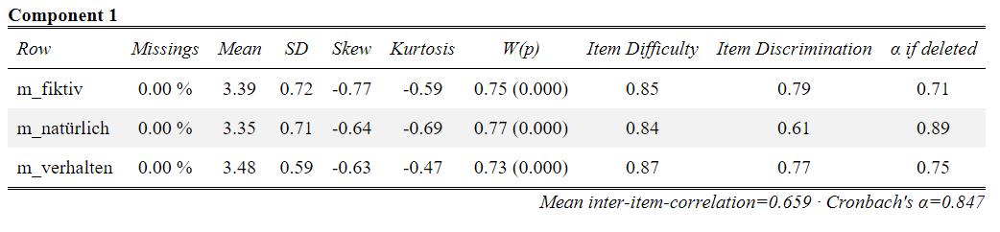 Component 1
Row Missings Mean SD Skew Kurtosis W(p) Item Difficulty Item Discrimination α if deleted
m_fiktiv 0.00 % 3.39 0.72 -0.77 -0.59 0.75 (0.000) 0.85 0.79 0.71
m_natürlich 0.00 % 3.35 0.71 -0.64 -0.69 0.77 (0.000) 0.84 0.61 0.89
m_verhalten 0.00 % 3.48 0.59 -0.63 -0.47 0.73 (0.000) 0.87 0.77 0.75
Mean inter-item-correlation=0.659 · Cronbach's α=0.847